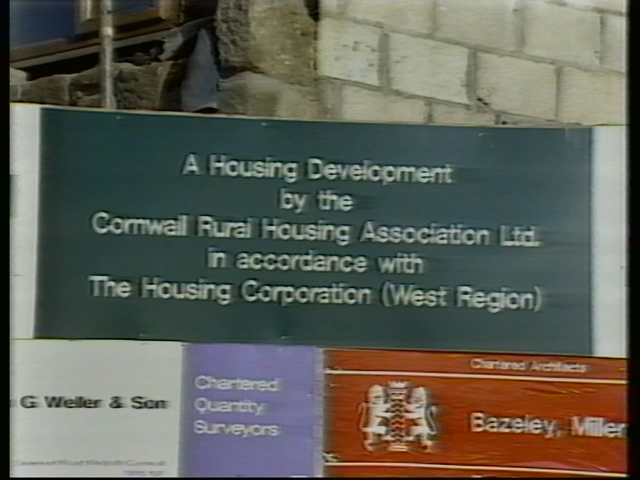 A Housing Development
by the
Cornwall Rural Housing Association Ltd.
in accordance with
The Housing Corporation (West Region)
G. Weller & Son
Chartered
Quantity
Surveyors
Chartered Architects
Bazeley, Miller